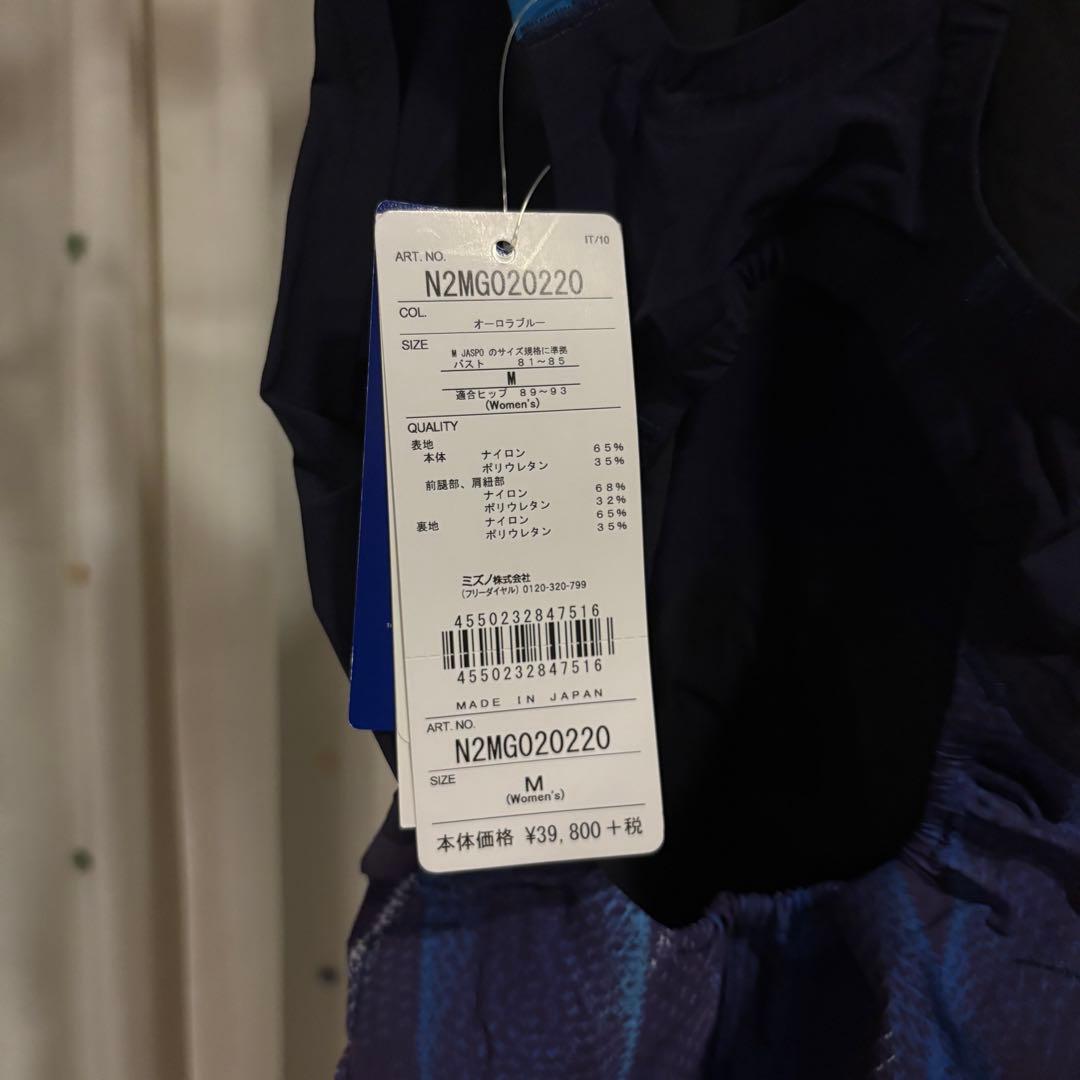 IT/10
ART. NO.
N2MG020220
COL.
オーロラブルー
SIZE
M JASPO のサイズ規格に準拠
バスト 81～85
M
適合ヒップ 89～93
(Women's)
QUALITY
表地
本体 ナイロン 65%
ポリウレタン 35%
前腿部、肩紐部
ナイロン 68%
ポリウレタン 32%
裏地 ナイロン 65%
ポリウレタン 35%
ミズノ株式会社
(フリーダイヤル) 0120-320-799
4550232847516
4550232847516
MADE IN JAPAN
ART. NO.
N2MG020220
SIZE
M
(Women's)
本体価格 ¥39,800+税